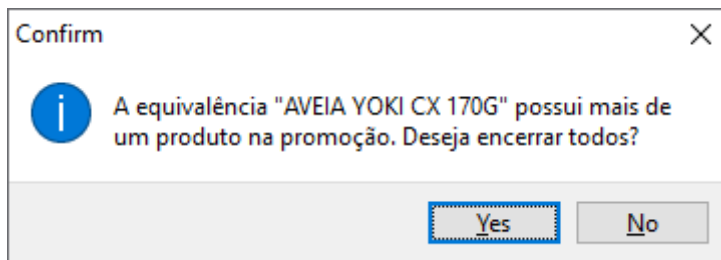 Confirm
A equivalência "AVEIA YOKI CX 170G" possui mais de
um produto na promoção. Deseja encerrar todos?
Yes
No